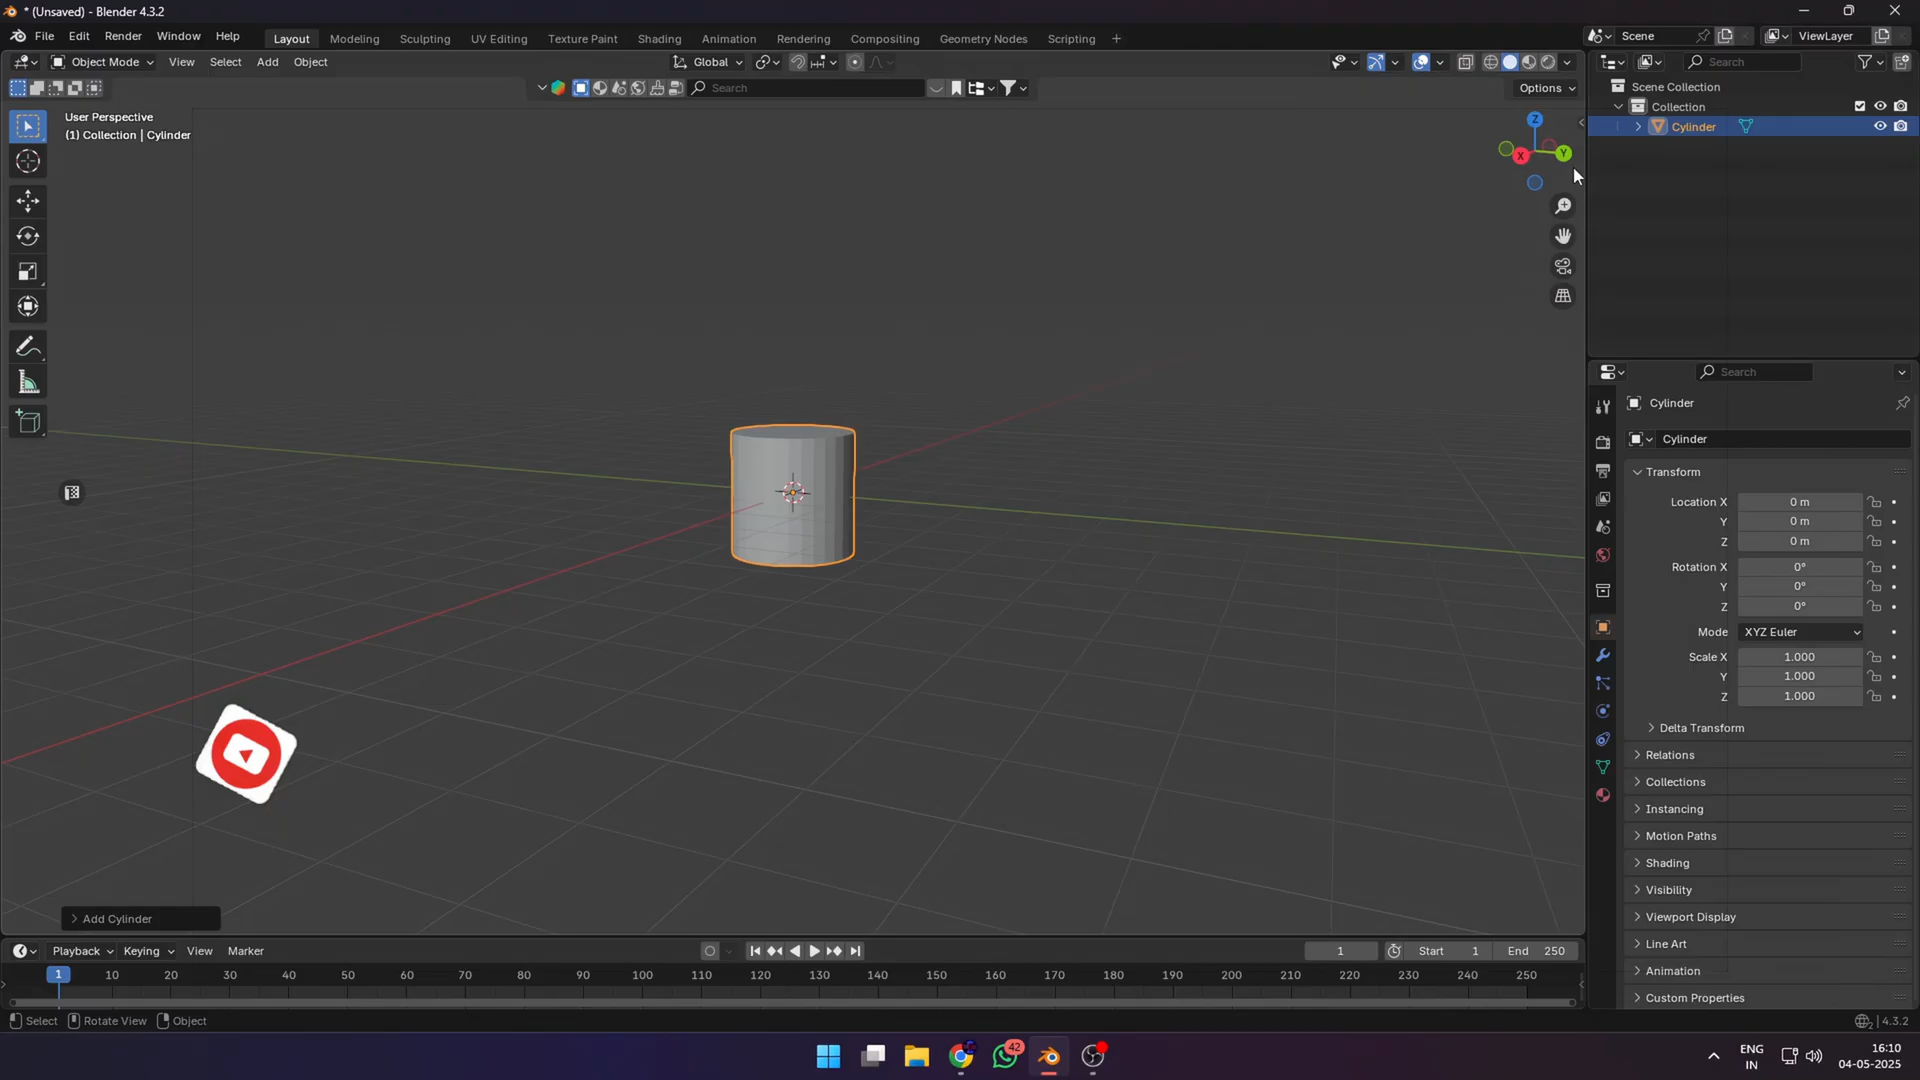 * (Unsaved) - Blender 4.3.2
File Edit Render Window Help Layout Modeling Sculpting UV Editing Texture Paint Shading Animation Rendering Compositing Geometry Nodes Scripting + Scene ViewLayer
Object Mode View Select Add Object Global Search
Search Options
User Perspective
(1) Collection | Cylinder
Z
X
Y
Scene Collection
Collection
Cylinder
Search
Cylinder
Cylinder
Transform
Location X 0 m
Y 0 m
Z 0 m
Rotation X 0°
Y 0°
Z 0°
Mode XYZ Euler
Scale X 1.000
Y 1.000
Z 1.000
Delta Transform
Relations
Collections
Instancing
Motion Paths
Shading
Visibility
Viewport Display
Line Art
Animation
Custom Properties
Add Cylinder
Playback Keying View Marker 1 Start 1 End 250
1 10 20 30 40 50 60 70 80 90 100 110 120 130 140 150 160 170 180 190 200 210 220 230 240 250
Select Rotate View Object 4.3.2
42
ENG
IN
16:10
04-05-2025